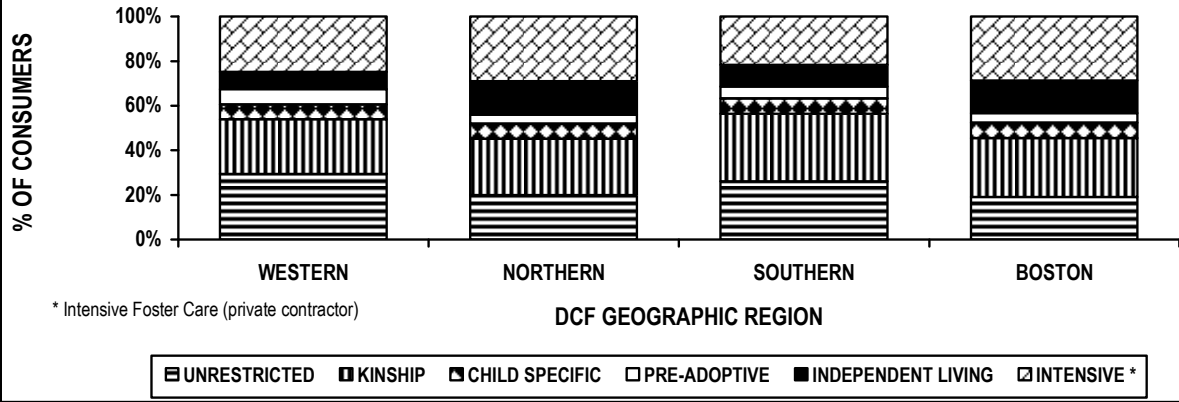 100%
80%
60%
40%
20%
0%
% OF CONSUMERS
WESTERN NORTHERN SOUTHERN BOSTON
* Intensive Foster Care (private contractor)
DCF GEOGRAPHIC REGION
UNRESTRICTED KINSHIP CHILD SPECIFIC PRE-ADOPTIVE INDEPENDENT LIVING INTENSIVE *